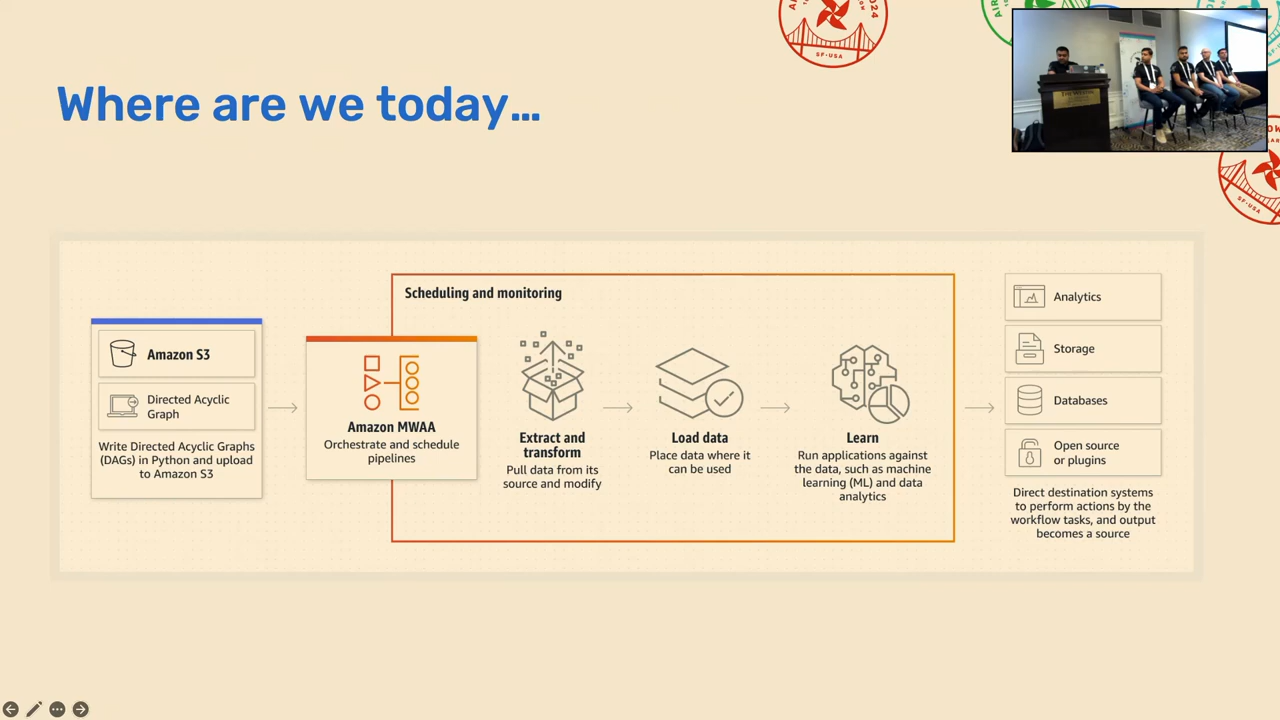 Where are we today...
Scheduling and monitoring
Amazon S3
Directed Acyclic
Graph
Write Directed Acyclic Graphs
(DAGs) in Python and upload
to Amazon S3
Amazon MWAA
Orchestrate and schedule
pipelines
Extract and
transform
Pull data from its
source and modify
Load data
Place data where it
can be used
Learn
Run applications against
the data, such as machine
learning (ML) and data
analytics
Analytics
Storage
Databases
Open source
or plugins
Direct destination systems
to perform actions by the
workflow tasks, and output
becomes a source
SF-USA
SF-USA